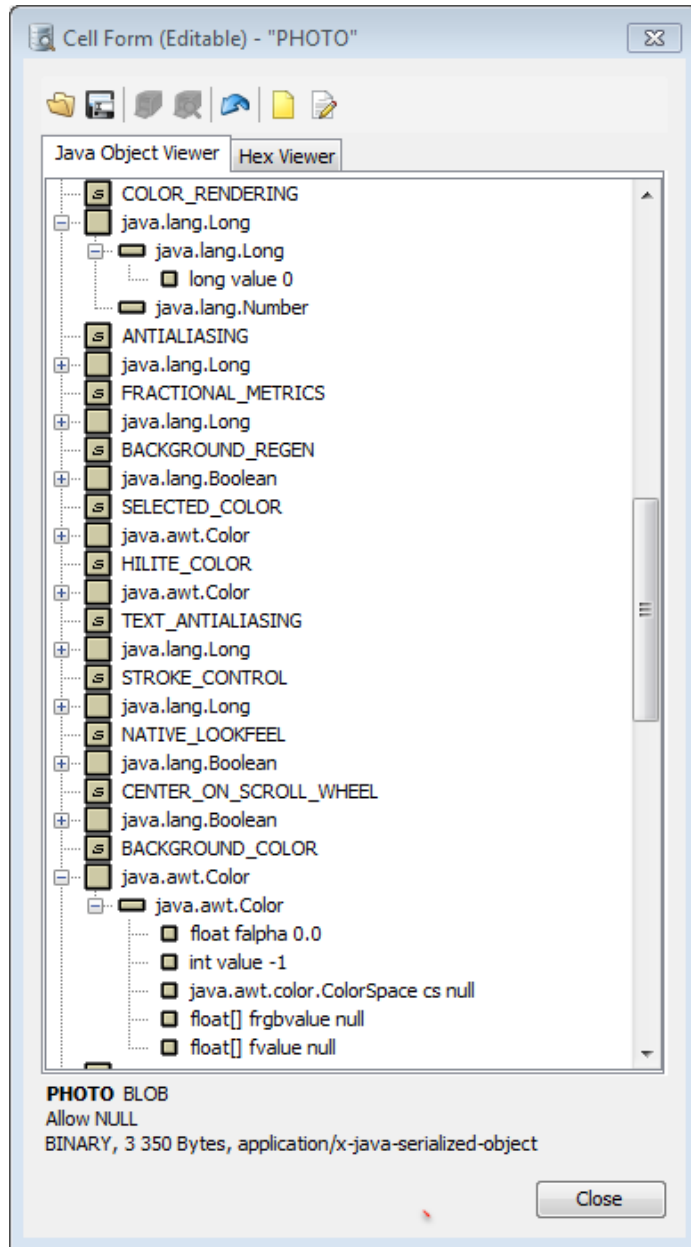 Cell Form (Editable) - "PHOTO"
Java Object Viewer Hex Viewer
s COLOR_RENDERING
java.lang.Long
java.lang.Long
long value 0
java.lang.Number
s ANTIALIASING
java.lang.Long
s FRACTIONAL_METRICS
java.lang.Long
s BACKGROUND_REGEN
java.lang.Boolean
s SELECTED_COLOR
java.awt.Color
s HILITE_COLOR
java.awt.Color
s TEXT_ANTIALIASING
java.lang.Long
s STROKE_CONTROL
java.lang.Long
s NATIVE_LOOKFEEL
java.lang.Boolean
s CENTER_ON_SCROLL_WHEEL
java.lang.Boolean
s BACKGROUND_COLOR
java.awt.Color
java.awt.Color
float falpha 0.0
int value -1
java.awt.color.ColorSpace cs null
float[] frgbvalue null
float[] fvalue null
PHOTO BLOB
Allow NULL
BINARY, 3 350 Bytes, application/x-java-serialized-object
Close